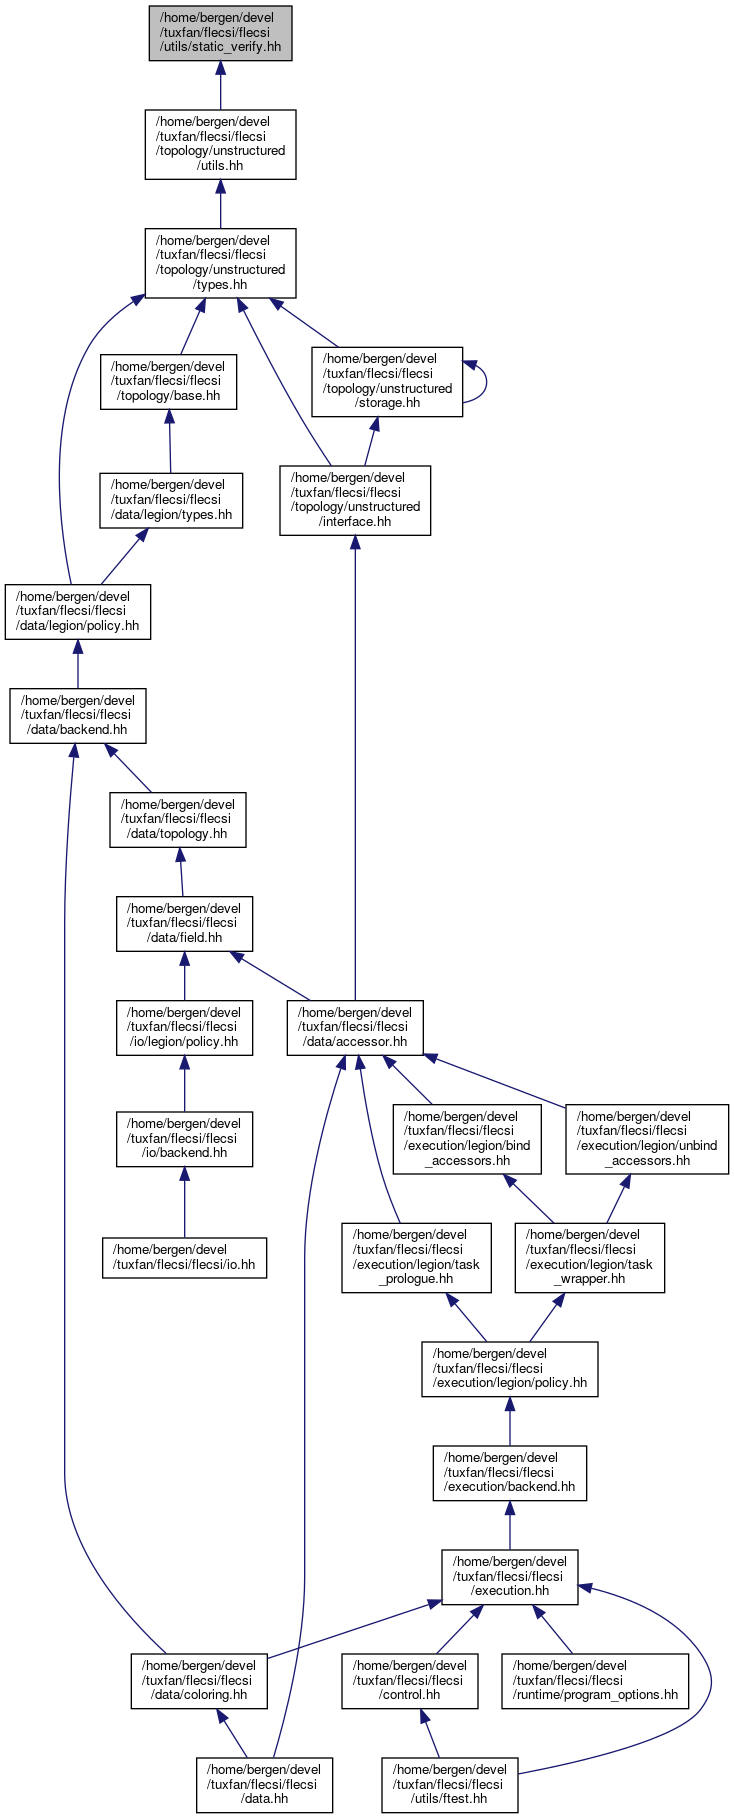 /home/bergen/devel
/tuxfan/flecsi/flecsi
/utils/static_verify.hh
/home/bergen/devel
/tuxfan/flecsi/flecsi
/topology/unstructured
/utils.hh
/home/bergen/devel
/tuxfan/flecsi/flecsi
/topology/unstructured
/types.hh
/home/bergen/devel
/tuxfan/flecsi/flecsi
/topology/unstructured
/storage.hh
/home/bergen/devel
/tuxfan/flecsi/flecsi
/topology/base.hh
/home/bergen/devel
/tuxfan/flecsi/flecsi
/topology/unstructured
/interface.hh
/home/bergen/devel
/tuxfan/flecsi/flecsi
/data/legion/types.hh
/home/bergen/devel
/tuxfan/flecsi/flecsi
/data/legion/policy.hh
/home/bergen/devel
/tuxfan/flecsi/flecsi
/data/backend.hh
/home/bergen/devel
/tuxfan/flecsi/flecsi
/data/topology.hh
/home/bergen/devel
/tuxfan/flecsi/flecsi
/data/field.hh
/home/bergen/devel
/tuxfan/flecsi/flecsi
/io/legion/policy.hh
/home/bergen/devel
/tuxfan/flecsi/flecsi
/data/accessor.hh
/home/bergen/devel
/tuxfan/flecsi/flecsi
/io/backend.hh
/home/bergen/devel
/tuxfan/flecsi/flecsi
/execution/legion/bind
_accessors.hh
/home/bergen/devel
/tuxfan/flecsi/flecsi
/execution/legion/unbind
_accessors.hh
/home/bergen/devel
/tuxfan/flecsi/flecsi/io.hh
/home/bergen/devel
/tuxfan/flecsi/flecsi
/execution/legion/task
_prologue.hh
/home/bergen/devel
/tuxfan/flecsi/flecsi
/execution/legion/task
_wrapper.hh
/home/bergen/devel
/tuxfan/flecsi/flecsi
/execution/legion/policy.hh
/home/bergen/devel
/tuxfan/flecsi/flecsi
/execution/backend.hh
/home/bergen/devel
/tuxfan/flecsi/flecsi
/execution.hh
/home/bergen/devel
/tuxfan/flecsi/flecsi
/data/coloring.hh
/home/bergen/devel
/tuxfan/flecsi/flecsi
/control.hh
/home/bergen/devel
/tuxfan/flecsi/flecsi
/runtime/program_options.hh
/home/bergen/devel
/tuxfan/flecsi/flecsi
/data.hh
/home/bergen/devel
/tuxfan/flecsi/flecsi
/utils/ftest.hh